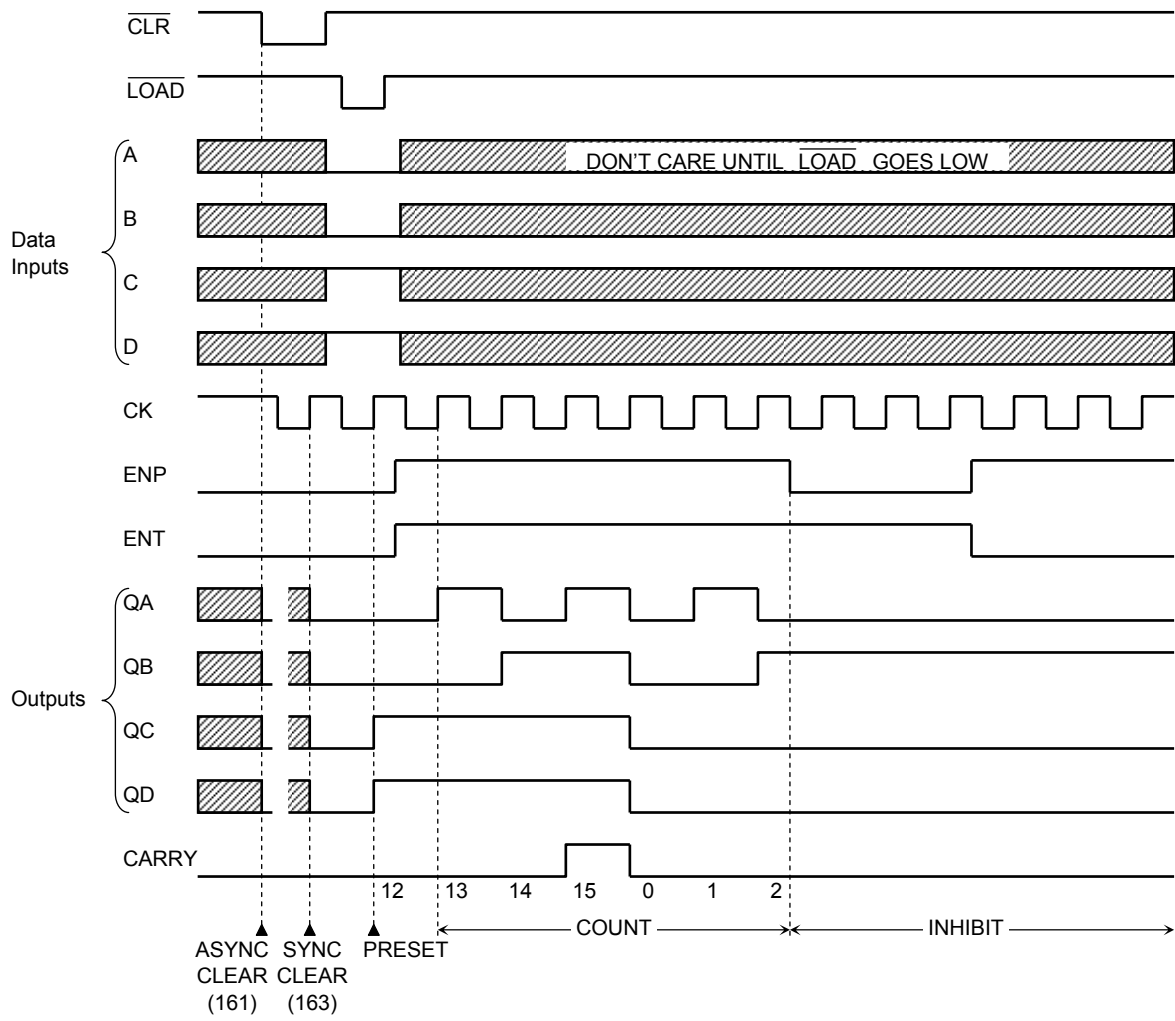 CLR
LOAD
A
DON'T CARE UNTIL LOAD GOES LOW
B
Data
Inputs
C
D
CK
ENP
ENT
QA
QB
Outputs
QC
QD
CARRY
12 13 14 15 0 1 2
COUNT
INHIBIT
ASYNC
CLEAR
(161)
SYNC
CLEAR
(163)
PRESET